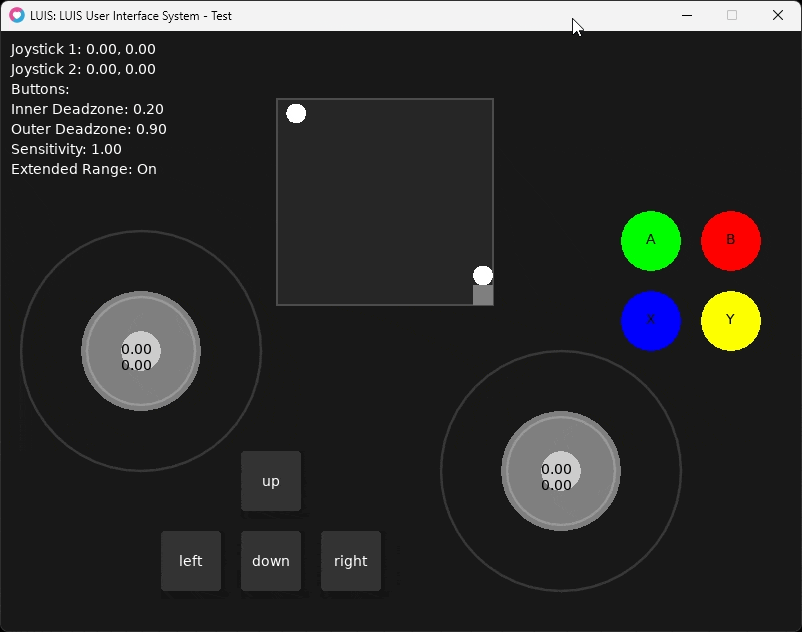 LUIS: LUIS User Interface System - Test
Joystick 1: 0.00, 0.00
Joystick 2: 0.00, 0.00
Buttons:
Inner Deadzone: 0.20
Outer Deadzone: 0.90
Sensitivity: 1.00
Extended Range: On
A
B
X
Y
0.00
0.00
0.00
0.00
up
left
down
right